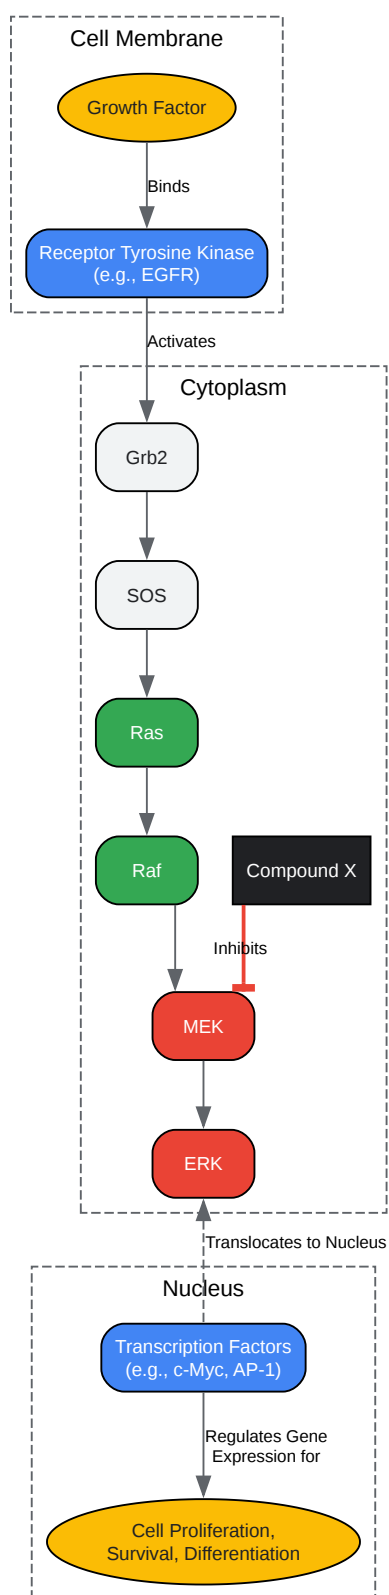 Cell Membrane
Growth Factor
Binds
Receptor Tyrosine Kinase
(e.g., EGFR)
Activates
Cytoplasm
Grb2
SOS
Ras
Raf
Compound X
Inhibits
MEK
ERK
Translocates to Nucleus
Nucleus
Transcription Factors
(e.g., c-Myc, AP-1)
Regulates Gene
Expression for
Cell Proliferation,
Survival, Differentiation